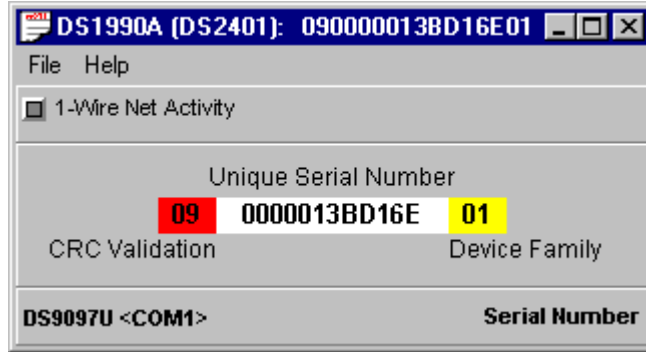 DS1990A (DS2401): 090000013BD16E01
File Help
1-Wire Net Activity
Unique Serial Number
09 0000013BD16E 01
CRC Validation Device Family
DS9097U <COM1> Serial Number